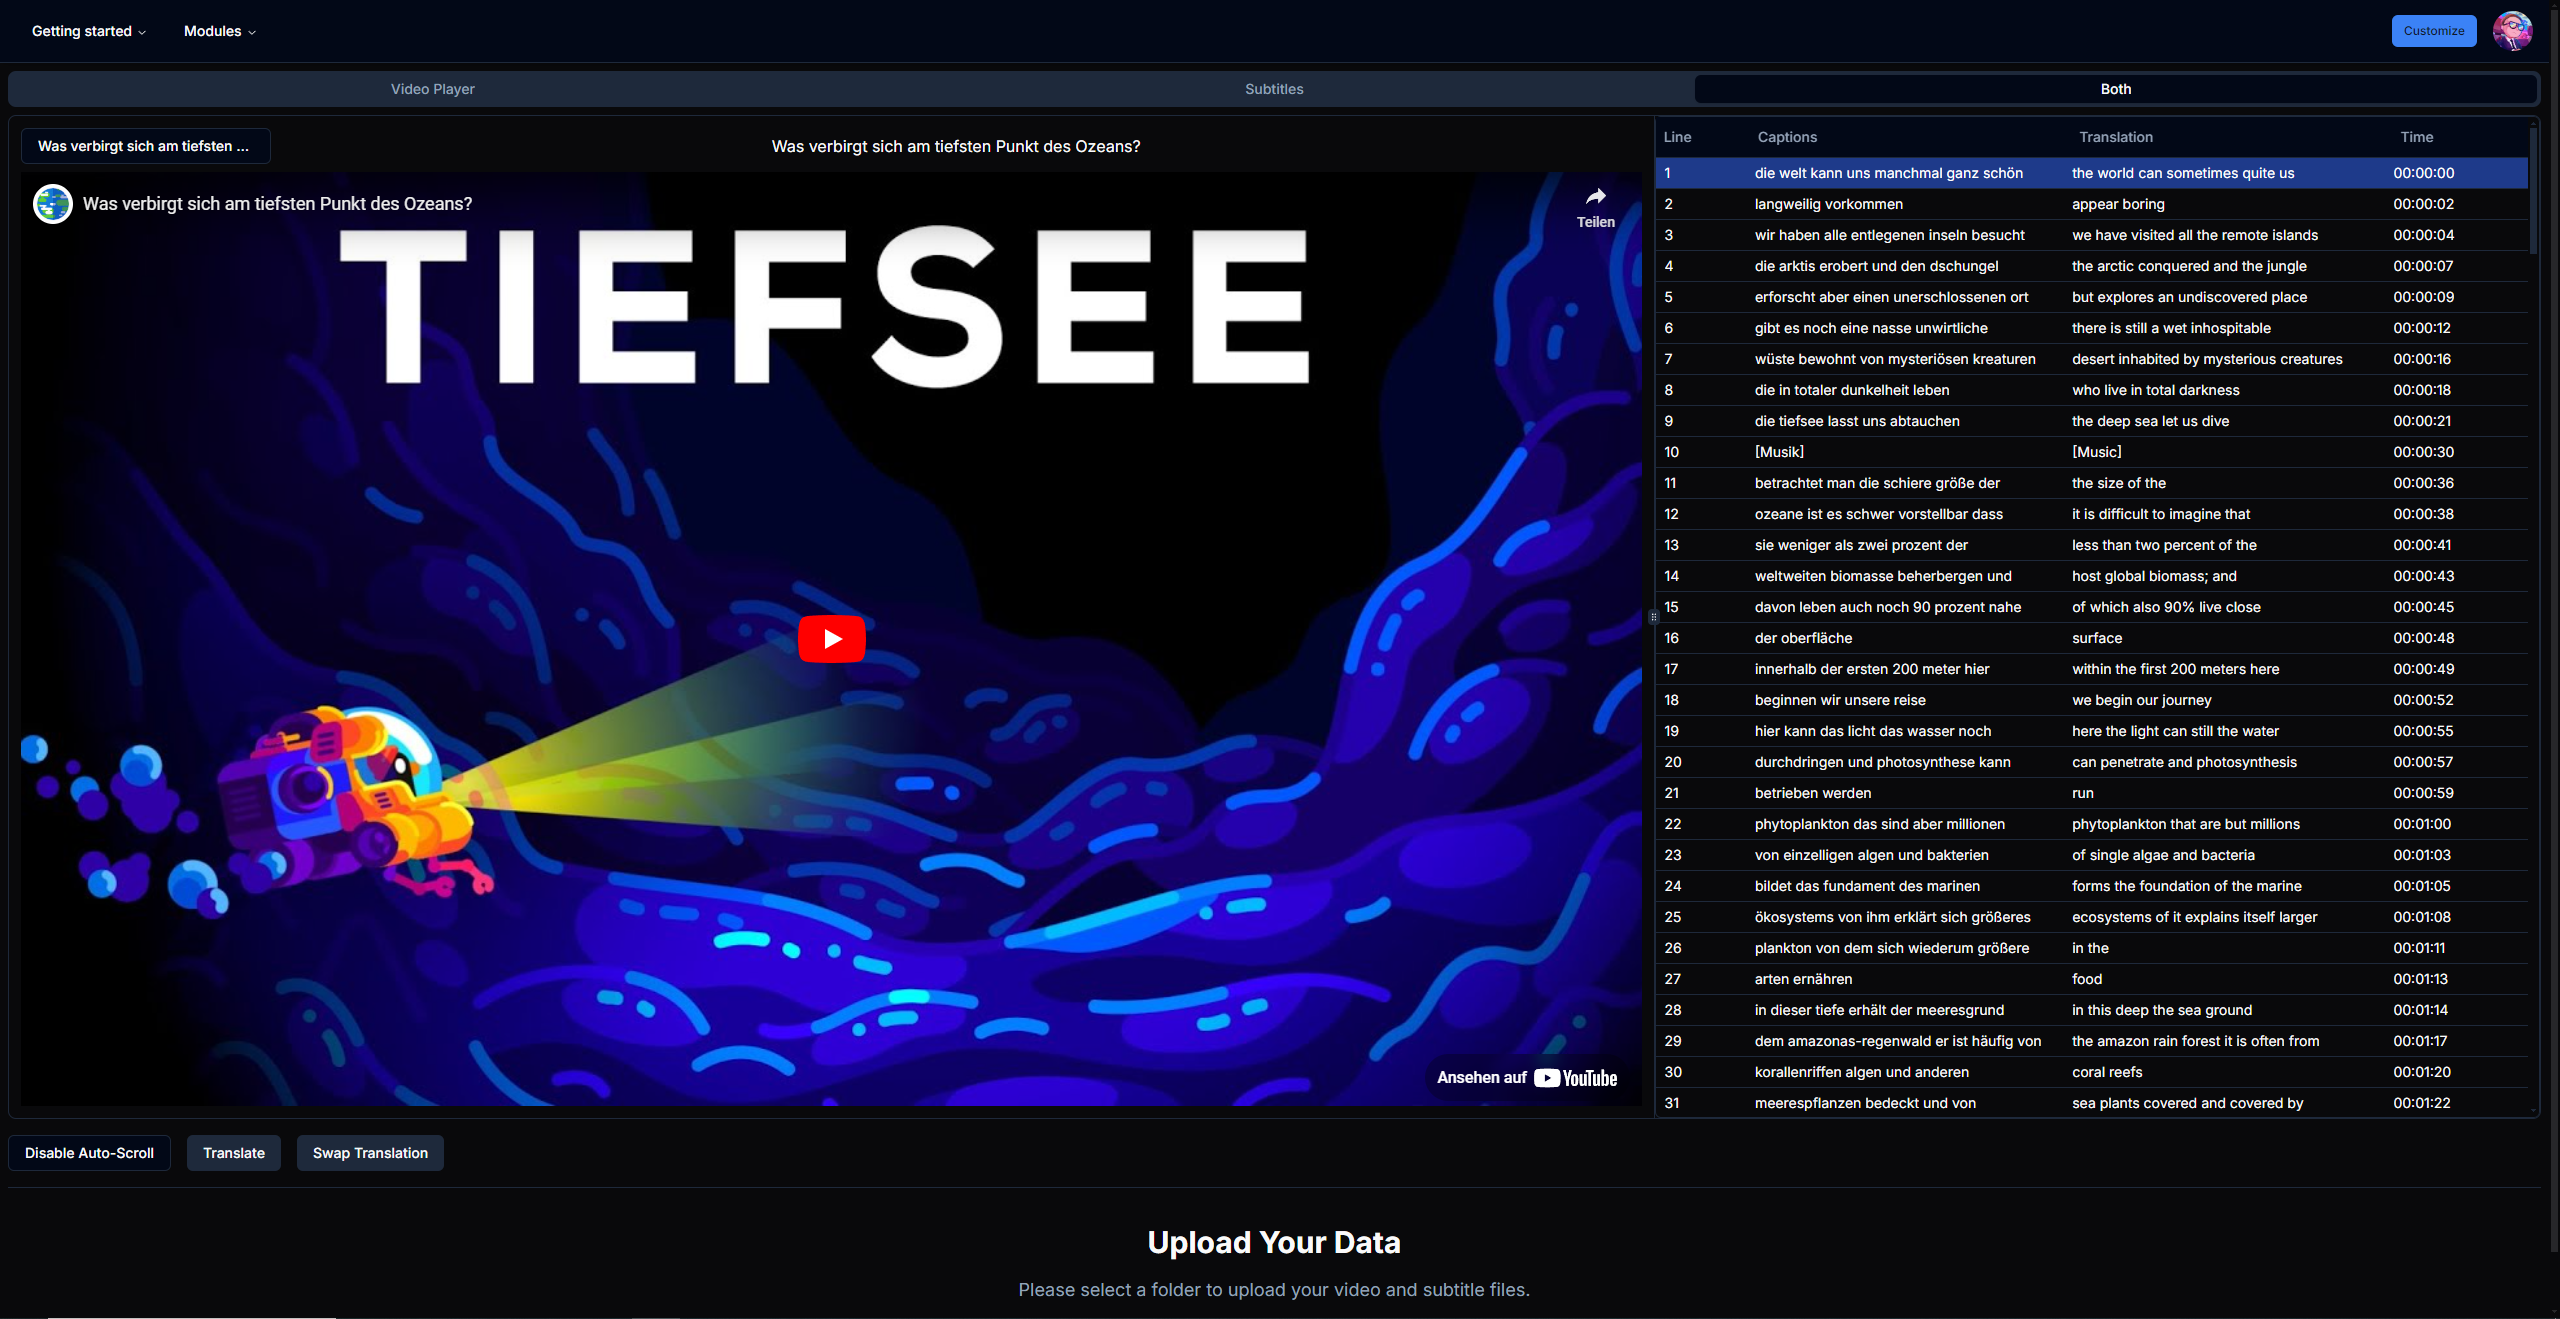 Getting started
Modules
Customize
Video Player
Subtitles
Both
Was verbirgt sich am tiefsten ...
Was verbirgt sich am tiefsten Punkt des Ozeans?
Was verbirgt sich am tiefsten Punkt des Ozeans?
Teilen
TIEFSEE
Ansehen auf YouTube
Line Captions Translation Time
1 die welt kann uns manchmal ganz schön the world can sometimes quite us 00:00:00
2 langweilig vorkommen appear boring 00:00:02
3 wir haben alle entlegenen inseln besucht we have visited all the remote islands 00:00:04
4 die arktis erobert und den dschungel the arctic conquered and the jungle 00:00:07
5 erforscht aber einen unerschlossenen ort but explores an undiscovered place 00:00:09
6 gibt es noch eine nasse unwirtliche there is still a wet inhospitable 00:00:12
7 wüste bewohnt von mysteriösen kreaturen desert inhabited by mysterious creatures 00:00:16
8 die in totaler dunkelheit leben who live in total darkness 00:00:18
9 die tiefsee lasst uns abtauchen the deep sea let us dive 00:00:21
10 [Musik] [Music] 00:00:30
11 betrachtet man die schiere größe der the size of the 00:00:36
12 ozeane ist es schwer vorstellbar dass it is difficult to imagine that 00:00:38
13 sie weniger als zwei prozent der less than two percent of the 00:00:41
14 weltweiten biomasse beherbergen und host global biomass; and 00:00:43
15 davon leben auch noch 90 prozent nahe of which also 90% live close 00:00:45
16 der oberfläche surface 00:00:48
17 innerhalb der ersten 200 meter hier within the first 200 meters here 00:00:49
18 beginnen wir unsere reise we begin our journey 00:00:52
19 hier kann das licht das wasser noch here the light can still the water 00:00:55
20 durchdringen und photosynthese kann can penetrate and photosynthesis 00:00:57
21 betrieben werden run 00:00:59
22 phytoplankton das sind aber millionen phytoplankton that are but millions 00:01:00
23 von einzelligen algen und bakterien of single algae and bacteria 00:01:03
24 bildet das fundament des marinen forms the foundation of the marine 00:01:05
25 ökosystems von ihm erklärt sich größeres ecosystems of it explains itself larger 00:01:08
26 plankton von dem sich wiederum größere in the 00:01:11
27 arten ernähren food 00:01:13
28 in dieser tiefe erhält der meeresgrund in this deep the sea ground 00:01:14
29 dem amazonas-regenwald er ist häufig von the amazon rain forest it is often from 00:01:17
30 korallenriffen algen und anderen coral reefs 00:01:20
31 meerespflanzen bedeckt und von sea plants covered and covered by 00:01:22
Disable Auto-Scroll
Translate
Swap Translation
Upload Your Data
Please select a folder to upload your video and subtitle files.